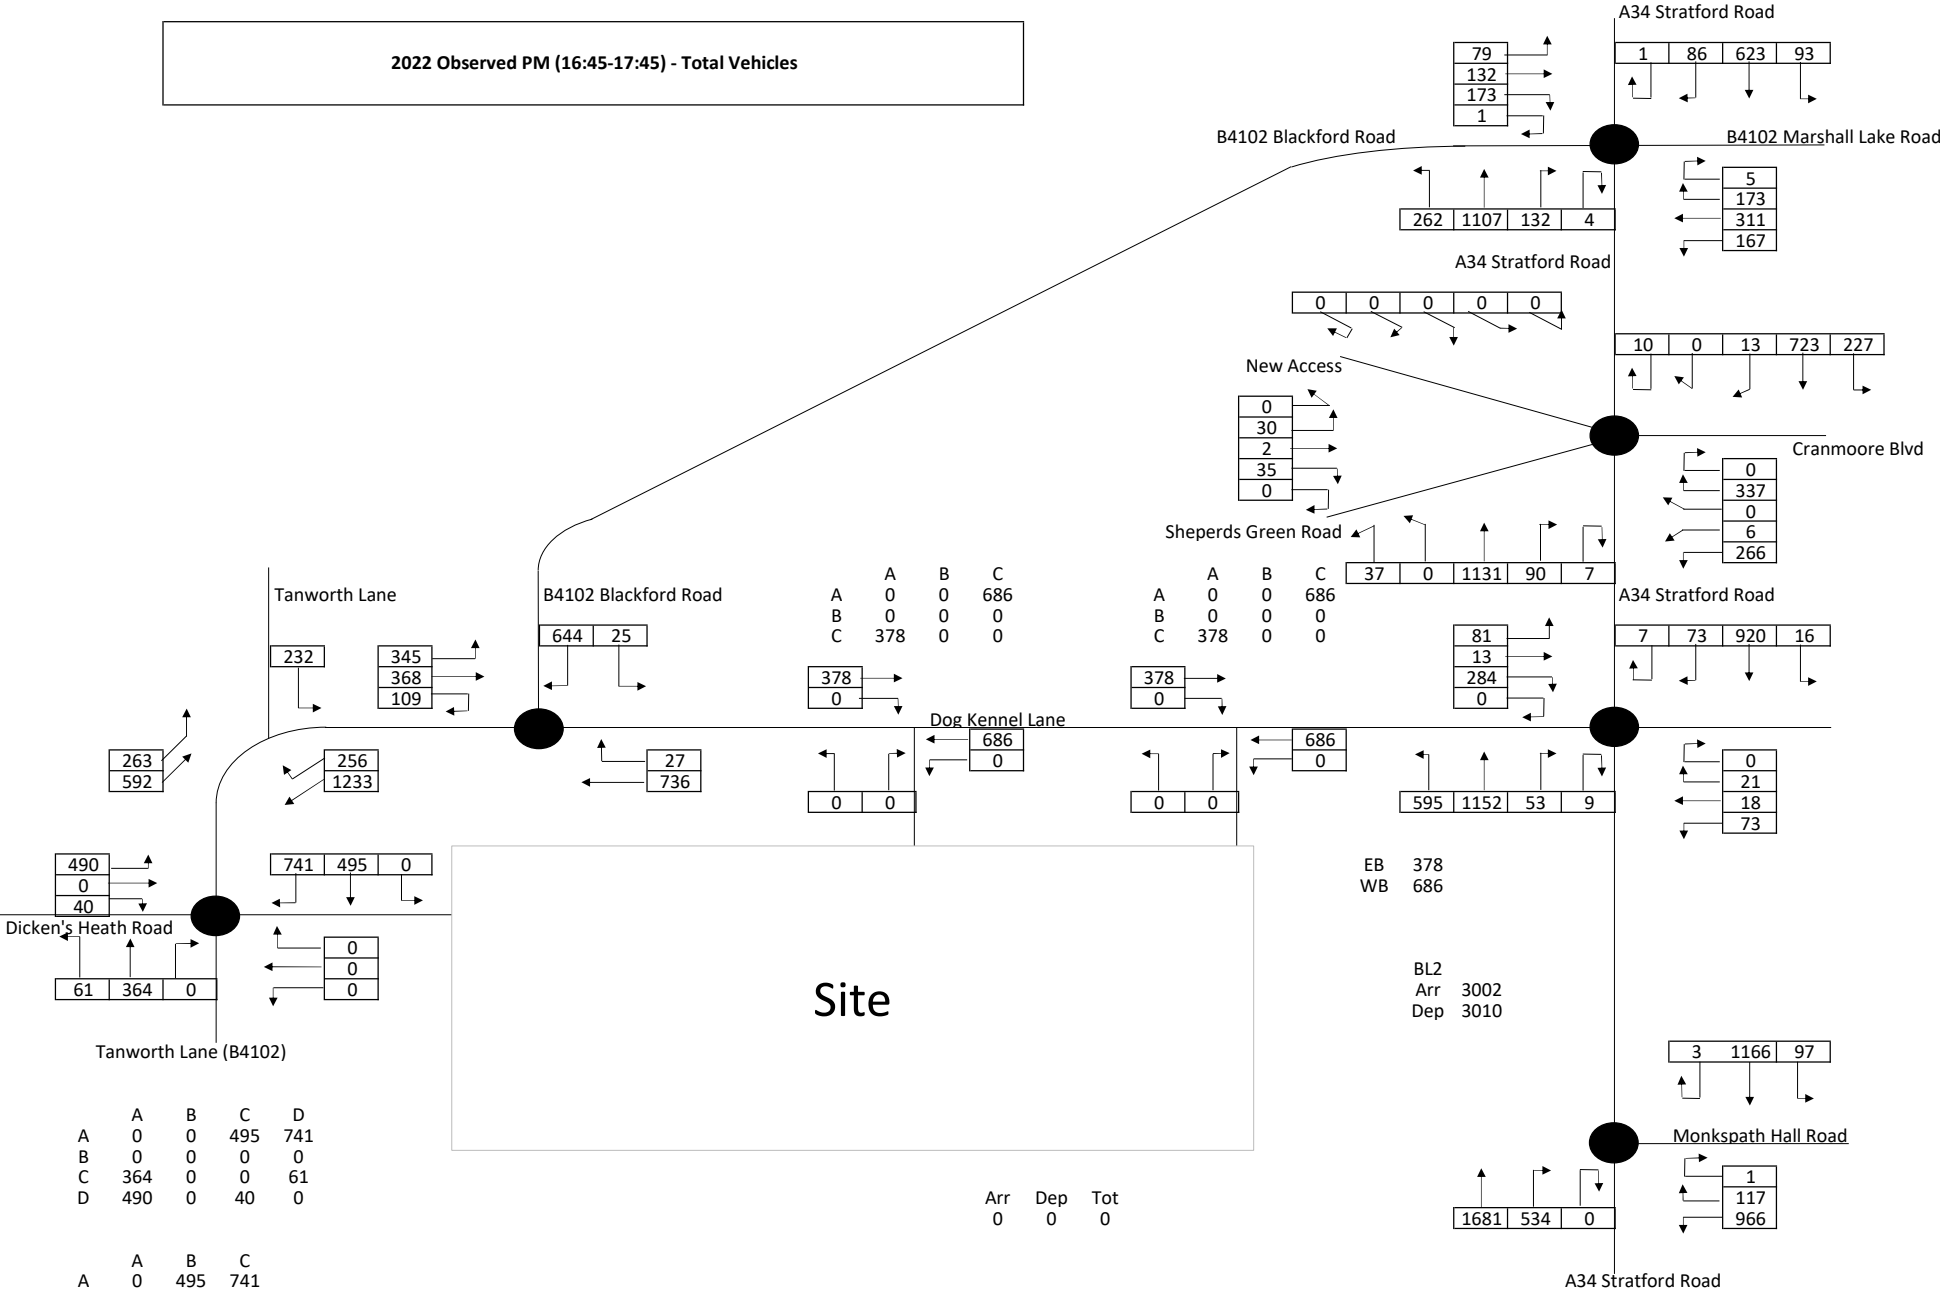 A34 Stratford Road
2022 Observed PM (16:45-17:45) - Total Vehicles
79
132
173
1
1 86 623 93
B4102 Blackford Road
B4102 Marshall Lake Road
262 1107 132 4
5
173
311
167
A34 Stratford Road
0 0 0 0 0
10 0 13 723 227
New Access
0
30
2
35
0
Cranmoore Blvd
0
337
0
6
266
Sheperds Green Road
37 0 1131 90 7
A34 Stratford Road
Tanworth Lane
B4102 Blackford Road
A B C
A 0 0 686
B 0 0 0
C 378 0 0
A B C
A 0 0 686
B 0 0 0
C 378 0 0
232
345
368
109
644 25
378
0
378
0
81
13
284
0
7 73 920 16
Dog Kennel Lane
263
592
256
1233
27
736
686
0
686
0
0 0
0 0
595 1152 53 9
0
21
18
73
490
0
40
741 495 0
Dicken's Heath Road
61 364 0
0
0
0
Tanworth Lane (B4102)
Site
EB 378
WB 686
BL2
Arr 3002
Dep 3010
3 1166 97
Monkspath Hall Road
1
117
966
1681 534 0
A34 Stratford Road
A B C D
A 0 0 495 741
B 0 0 0 0
C 364 0 0 61
D 490 0 40 0
Arr Dep Tot
0 0 0
A B C
A 0 495 741